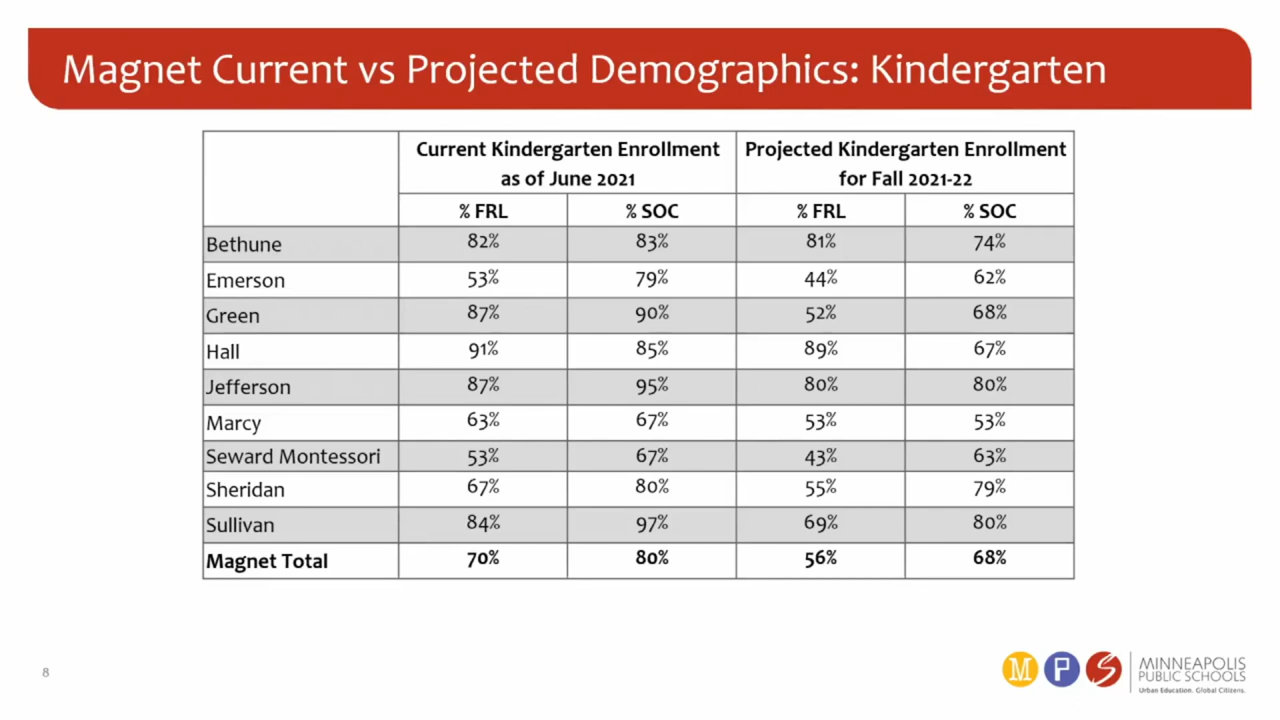 Magnet Current vs Projected Demographics: Kindergarten
Current Kindergarten Enrollment as of June 2021 Projected Kindergarten Enrollment for Fall 2021-22
% FRL % SOC % FRL % SOC
Bethune 82% 83% 81% 74%
Emerson 53% 79% 44% 62%
Green 87% 90% 52% 68%
Hall 91% 85% 89% 67%
Jefferson 87% 95% 80% 80%
Marcy 63% 67% 53% 53%
Seward Montessori 53% 67% 43% 63%
Sheridan 67% 80% 55% 79%
Sullivan 84% 97% 69% 80%
Magnet Total 70% 80% 56% 68%
8
M P S
MINNEAPOLIS
PUBLIC SCHOOLS
Urban Education. Global Citizens.